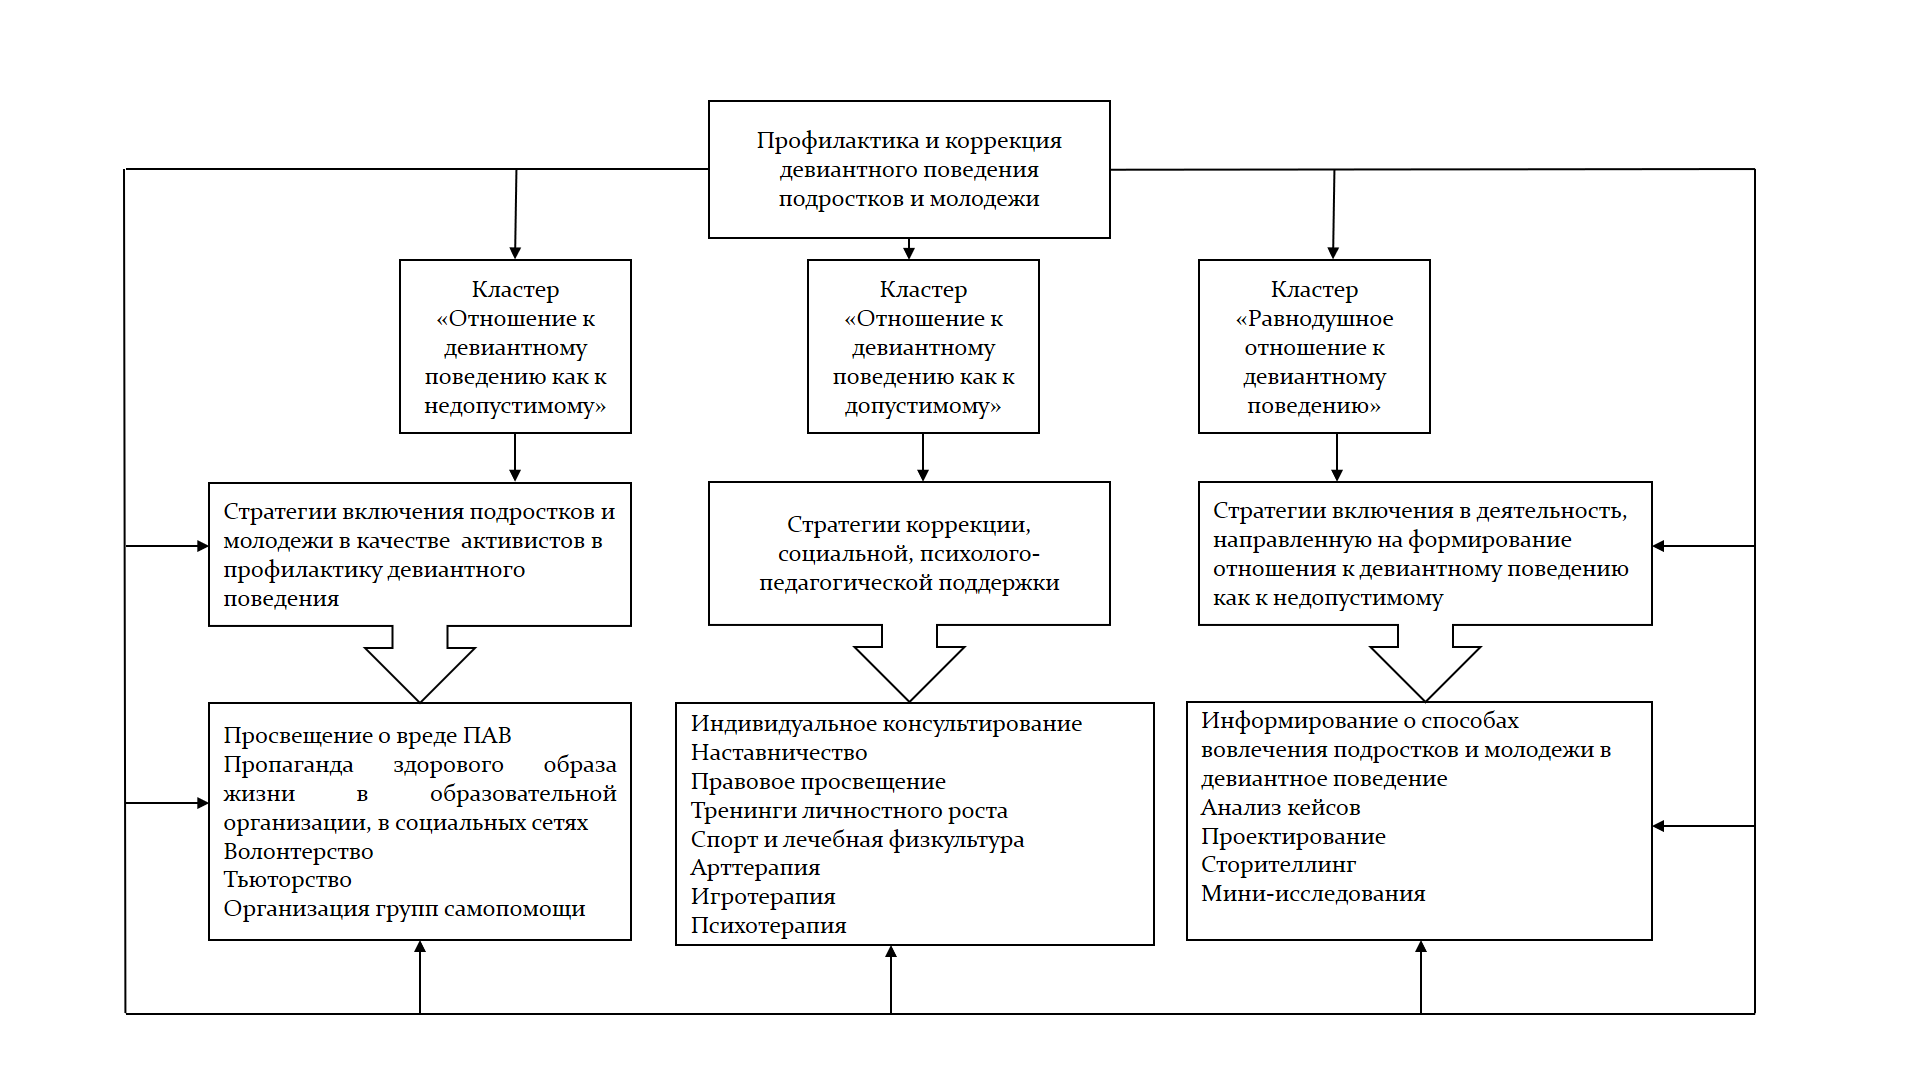 Профилактика и коррекция
девиантного поведения
подростков и молодежи
Кластер
«Отношение к
девиантному
поведению как к
недопустимому»
Кластер
«Отношение к
девиантному
поведению как к
допустимому»
Кластер
«Равнодушное
отношение к
девиантному
поведению»
Стратегии включения подростков и
молодежи в качестве активистов в
профилактику девиантного
поведения
Стратегии коррекции,
социальной, психолого-
педагогической поддержки
Стратегии включения в деятельность,
направленную на формирование
отношения к девиантному поведению
как к недопустимому
Просвещение о вреде ПАВ
Пропаганда здорового образа
жизни в образовательной
организации, в социальных сетях
Волонтерство
Тьюторство
Организация групп самопомощи
Индивидуальное консультирование
Наставничество
Правовое просвещение
Тренинги личностного роста
Спорт и лечебная физкультура
Арттерапия
Игротерапия
Психотерапия
Информирование о способах
вовлечения подростков и молодежи в
девиантное поведение
Анализ кейсов
Проектирование
Сторителлинг
Мини-исследования